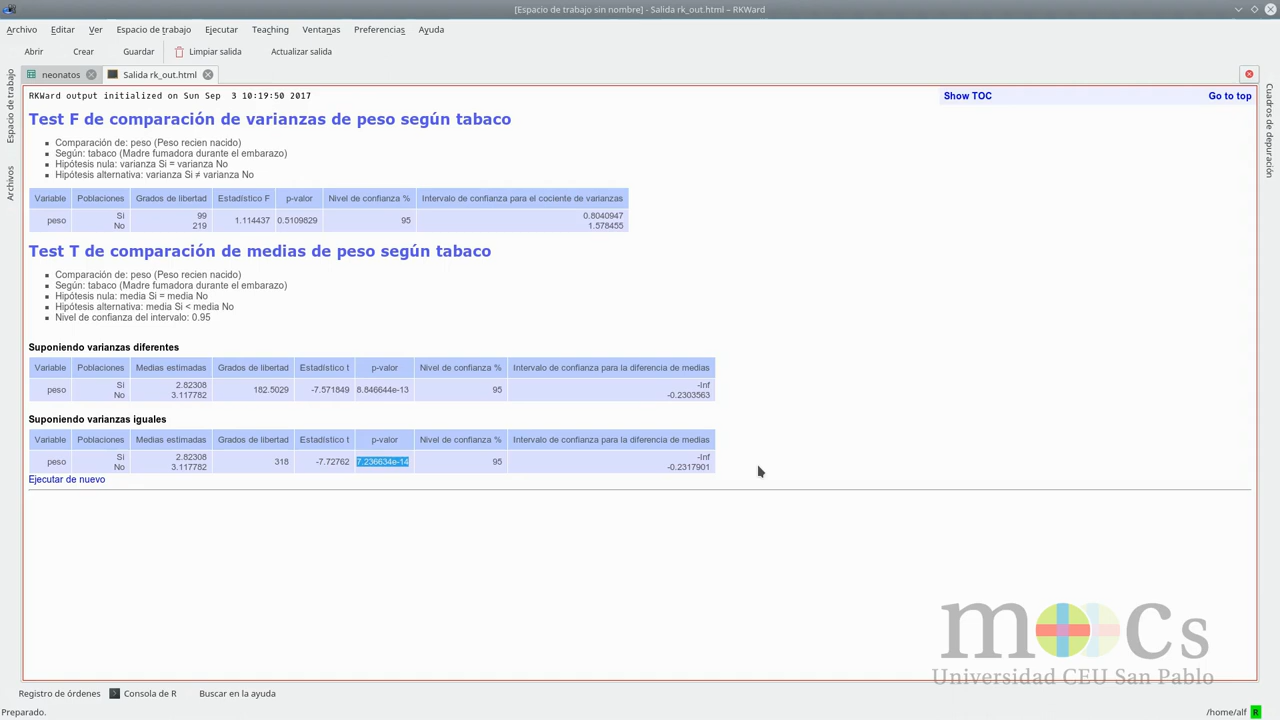 [Espacio de trabajo sin nombre] - Salida rk_out.html – RKWard
Archivo Editar Ver Espacio de trabajo Ejecutar Teaching Ventanas Preferencias Ayuda
Abrir Crear Guardar Limpiar salida Actualizar salida
Espacio de trabajo
Archivos
Cuadros de depuración
neonatos Salida rk_out.html
RKWard output initialized on Sun Sep 3 10:19:50 2017
Show TOC Go to top
Test F de comparación de varianzas de peso según tabaco
Comparación de: peso (Peso recien nacido)
Según: tabaco (Madre fumadora durante el embarazo)
Hipótesis nula: varianza Si = varianza No
Hipótesis alternativa: varianza Si ≠ varianza No
Variable Poblaciones Grados de libertad Estadístico F p-valor Nivel de confianza % Intervalo de confianza para el cociente de varianzas
Si 99 0.8040947
peso 1.114437 0.5109829 95
No 219 1.578455
Test T de comparación de medias de peso según tabaco
Comparación de: peso (Peso recien nacido)
Según: tabaco (Madre fumadora durante el embarazo)
Hipótesis nula: media Si = media No
Hipótesis alternativa: media Si < media No
Nivel de confianza del intervalo: 0.95
Suponiendo varianzas diferentes
Variable Poblaciones Medias estimadas Grados de libertad Estadístico t p-valor Nivel de confianza % Intervalo de confianza para la diferencia de medias
Si 2.82308 -Inf
peso 182.5029 -7.571849 8.846644e-13 95
No 3.117782 -0.2303563
Suponiendo varianzas iguales
Variable Poblaciones Medias estimadas Grados de libertad Estadístico t p-valor Nivel de confianza % Intervalo de confianza para la diferencia de medias
Si 2.82308 -Inf
peso 318 -7.72762 7.236634e-14 95
No 3.117782 -0.2317901
Ejecutar de nuevo
moocs
Universidad CEU San Pablo
Registro de órdenes Consola de R Buscar en la ayuda
Preparado. /home/alf R